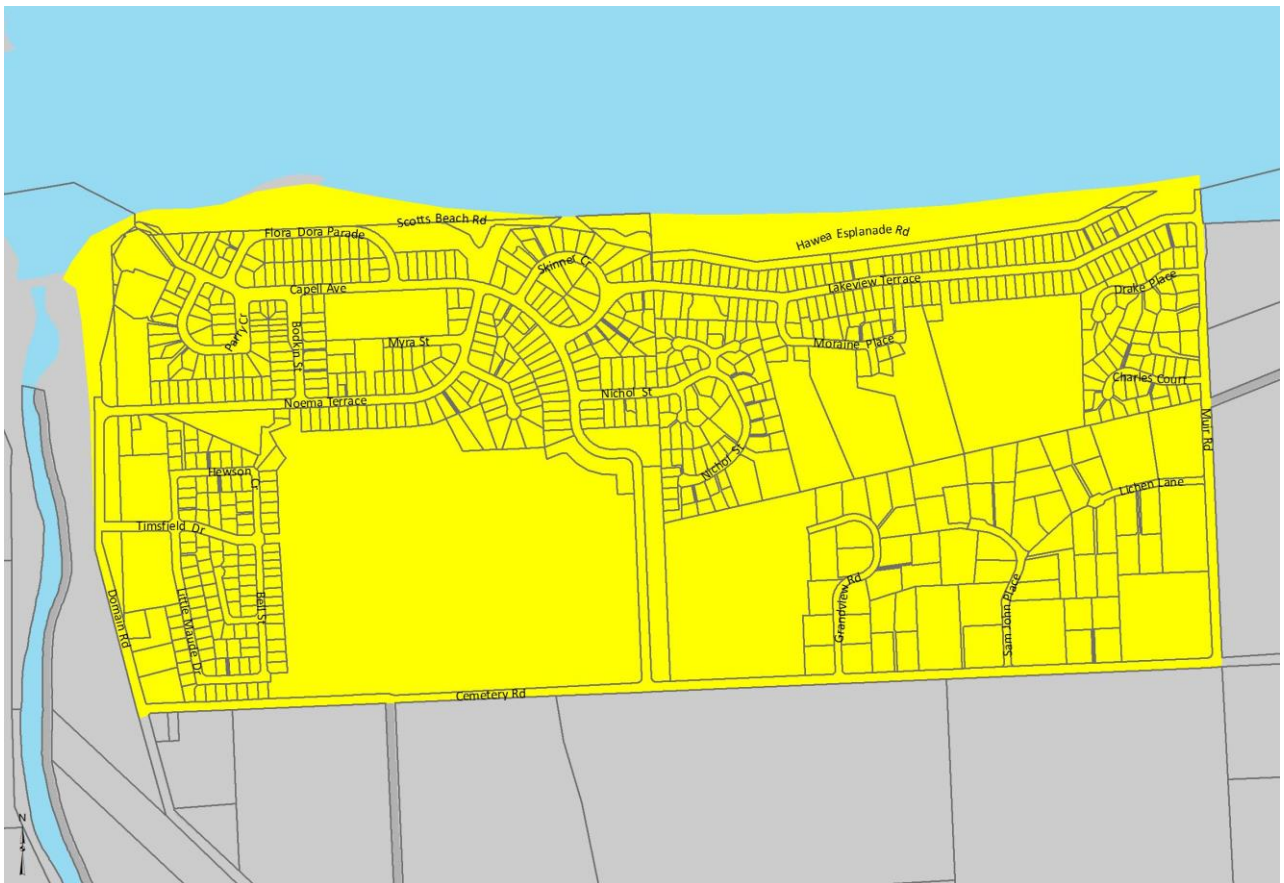 Scotts Beach Rd
Flora Dora Parade
Hawea Esplanade Rd
Skinner Cr
Lakeview Terrace
Drake Place
Capell Ave
Parry Cr
Bodkin St
Myra St
Moraine Place
Charles Court
Nichol St
Noema Terrace
Muir Rd
Nichol St
Hewson Cr
Lichen Lane
Timsfield Dr
Domain Rd
Little Maude Dr
Bell St
Grandview Rd
Sam John Place
Cemetery Rd
N